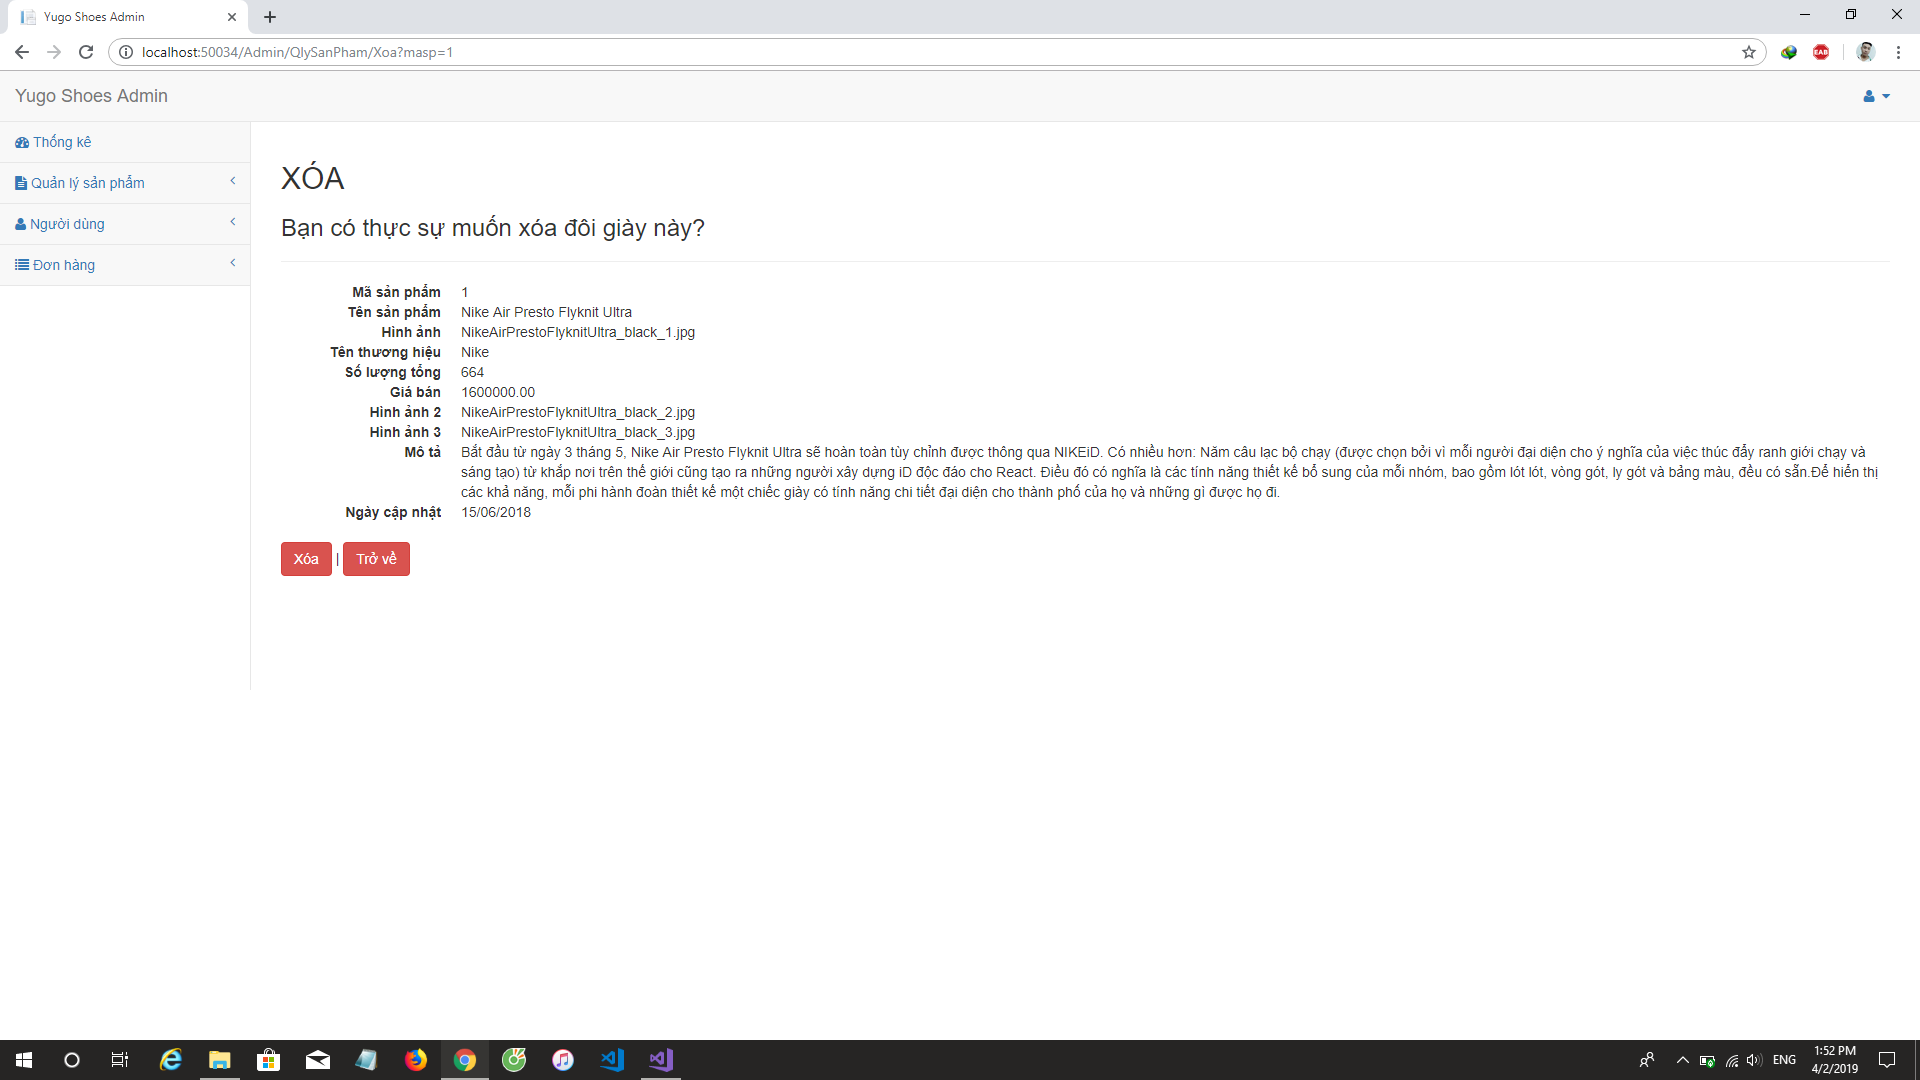 Yugo Shoes Admin
localhost:50034/Admin/QlySanPham/Xoa?masp=1
EAB
Yugo Shoes Admin
Thống kê
Quản lý sản phẩm
Người dùng
Đơn hàng
XÓA
Bạn có thực sự muốn xóa đôi giày này?
Mã sản phẩm 1
Tên sản phẩm Nike Air Presto Flyknit Ultra
Hình ảnh NikeAirPrestoFlyknitUltra_black_1.jpg
Tên thương hiệu Nike
Số lượng tổng 664
Giá bán 1600000.00
Hình ảnh 2 NikeAirPrestoFlyknitUltra_black_2.jpg
Hình ảnh 3 NikeAirPrestoFlyknitUltra_black_3.jpg
Mô tả Bắt đầu từ ngày 3 tháng 5, Nike Air Presto Flyknit Ultra sẽ hoàn toàn tùy chỉnh được thông qua NIKEiD. Có nhiều hơn: Năm câu lạc bộ chạy (được chọn bởi vì mỗi người đại diện cho ý nghĩa của việc thúc đẩy ranh giới chạy và
sáng tạo) từ khắp nơi trên thế giới cũng tạo ra những người xây dựng iD độc đáo cho React. Điều đó có nghĩa là các tính năng thiết kế bổ sung của mỗi nhóm, bao gồm lót lót, vòng gót, ly gót và bảng màu, đều có sẵn.Để hiển thị
các khả năng, mỗi phi hành đoàn thiết kế một chiếc giày có tính năng chi tiết đại diện cho thành phố của họ và những gì được họ đi.
Ngày cập nhật 15/06/2018
Xóa | Trở về
ENG
1:52 PM
4/2/2019